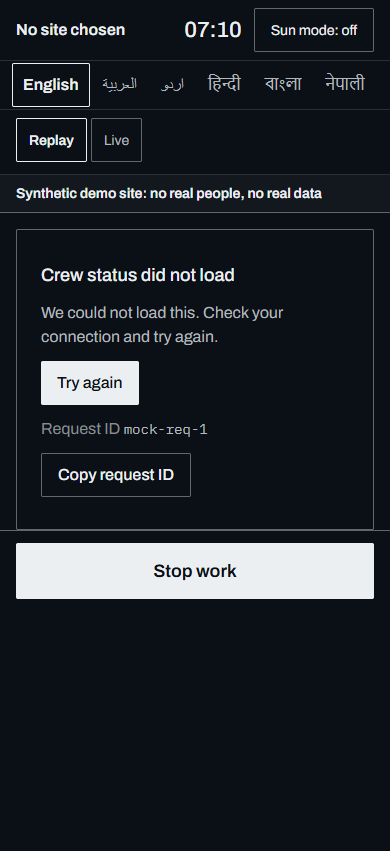 No site chosen
07:10
Sun mode: off
English
العربية
اردو
हिन्दी
বাংলা
नेपाली
Replay
Live
Synthetic demo site: no real people, no real data
Crew status did not load
We could not load this. Check your
connection and try again.
Try again
Request ID mock-req-1
Copy request ID
Stop work